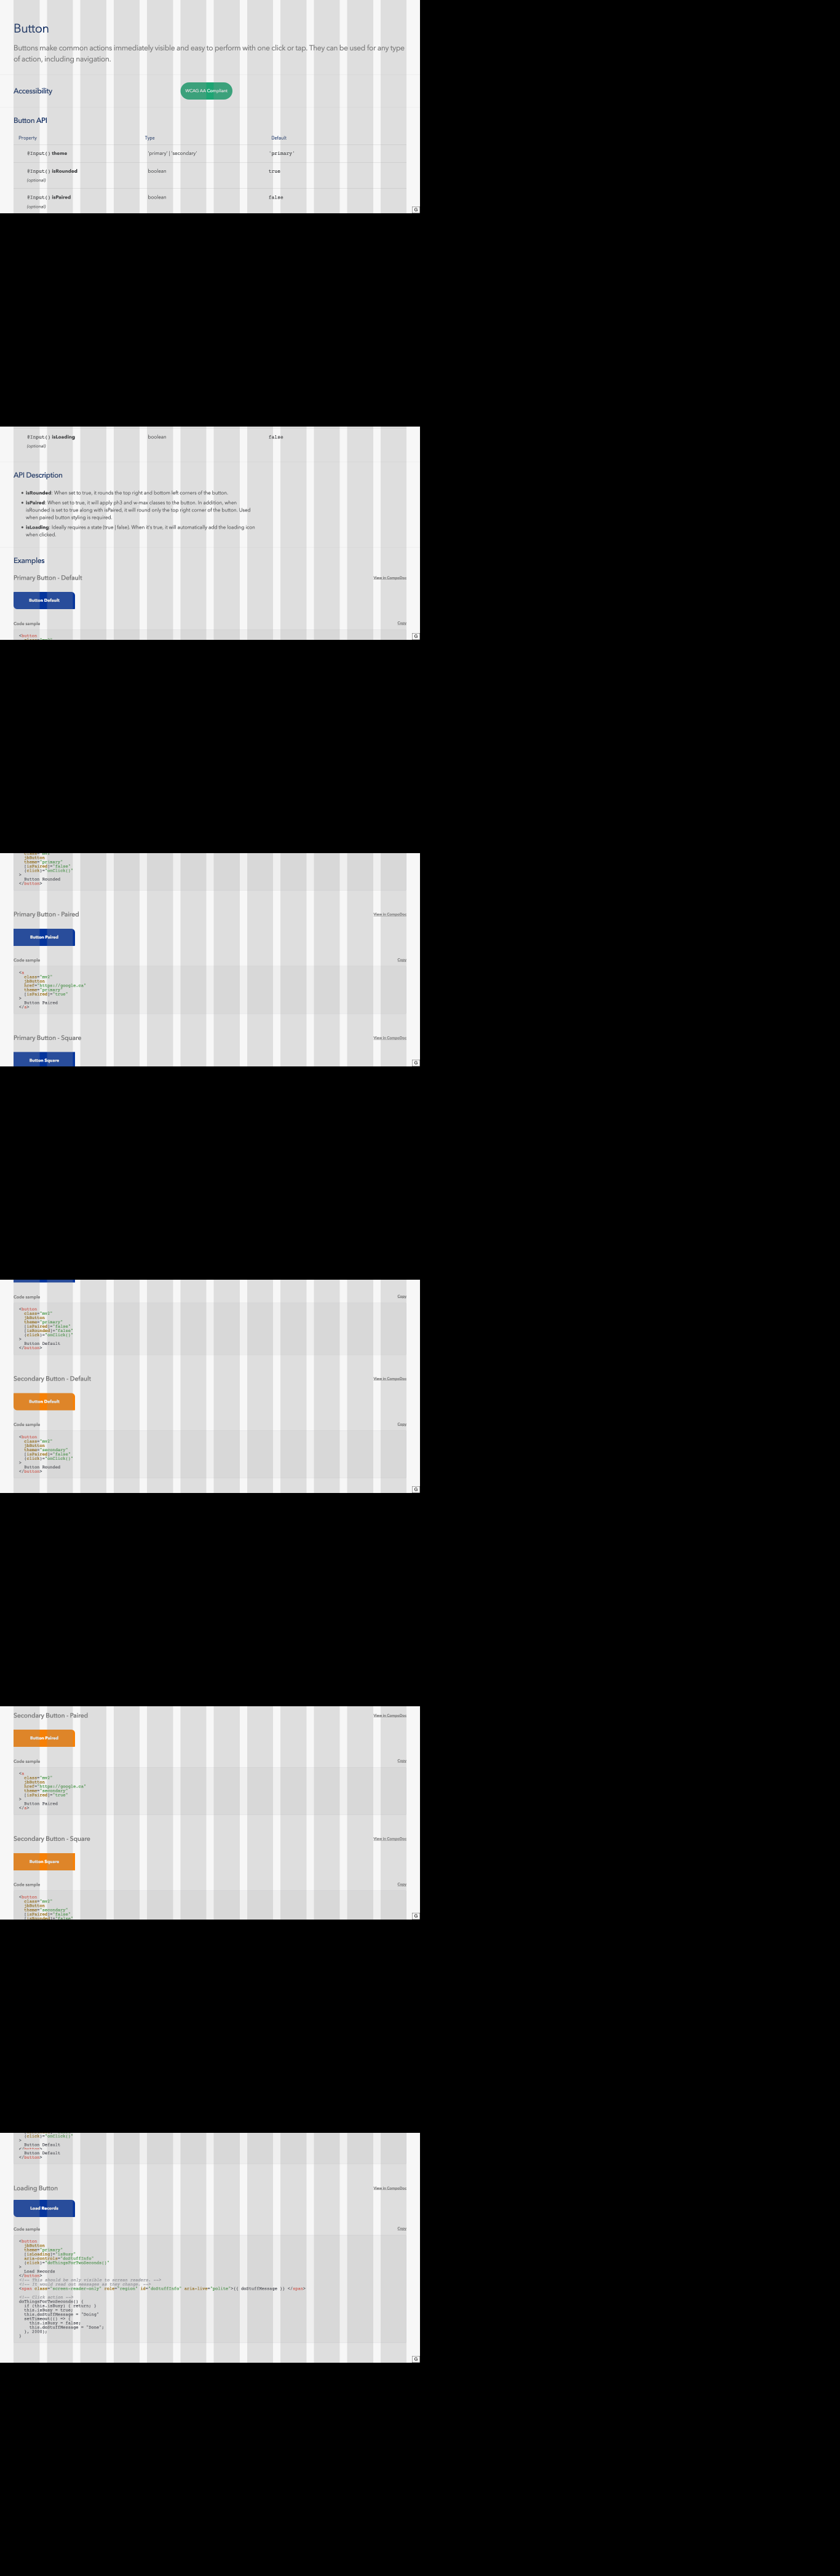 Button
Buttons make common actions immediately visible and easy to perform with one click or tap. They can be used for any type
of action, including navigation.
Accessibility
WCAG AA Compliant
Button API
Property Type Default
@Input() theme 'primary' | 'secondary' 'primary'
@Input() isRounded boolean true
(optional)
@Input() isPaired boolean false
(optional)
G
@Input() isLoading boolean false
(optional)
API Description
• isRounded: When set to true, it rounds the top right and bottom left corners of the button.
• isPaired: When set to true, it will apply ph3 and w-max classes to the button. In addition, when
isRounded is set to true along with isPaired, it will round only the top right corner of the button. Used
when paired button styling is required.
• isLoading: Ideally requires a state (true | false). When it's true, it will automatically add the loading icon
when clicked.
Examples
Primary Button - Default View in CompoDoc
Button Default
Code sample Copy
<button
G
jbButton
theme="primary"
[isPaired]="false"
(click)="onClick()"
>
Button Rounded
</button>
Primary Button - Paired View in CompoDoc
Button Paired
Code sample Copy
<a
class="mr2"
jbButton
href="https://google.ca"
theme="primary"
[isPaired]="true"
>
Button Paired
</a>
Primary Button - Square View in CompoDoc
Button Square
G
Code sample Copy
<button
class="mr2"
jbButton
theme="primary"
[isPaired]="false"
[isRounded]="false"
(click)="onClick()"
>
Button Default
</button>
Secondary Button - Default View in CompoDoc
Button Default
Code sample Copy
<button
class="mr2"
jbButton
theme="secondary"
[isPaired]="false"
(click)="onClick()"
>
Button Rounded
</button>
G
Secondary Button - Paired View in CompoDoc
Button Paired
Code sample Copy
<a
class="mr2"
jbButton
href="https://google.ca"
theme="secondary"
[isPaired]="true"
>
Button Paired
</a>
Secondary Button - Square View in CompoDoc
Button Square
Code sample Copy
<button
class="mr2"
jbButton
theme="secondary"
[isPaired]="false"
[isRounded]="false"
G
(click)="onClick()"
>
Button Default
</button>
Button Default
</button>
Loading Button View in CompoDoc
Load Records
Code sample Copy
<button
jbButton
theme="primary"
[isLoading]="isBusy"
aria-controls="doStuffInfo"
(click)="doThingsForTwoSeconds()"
>
Load Records
</button>
<!-- This should be only visible to screen readers. -->
<!-- It would read out messages as they change. -->
<span class="screen-reader-only" role="region" id="doStuffInfo" aria-live="polite">{{ doStuffMessage }} </span>
<!-- Click action -->
doThingsForTwoSeconds() {
if (this.isBusy) { return; }
this.isBusy = true;
this.doStuffMessage = "Doing"
setTimeout(() => {
this.isBusy = false;
this.doStuffMessage = "Done";
}, 2000);
}
G